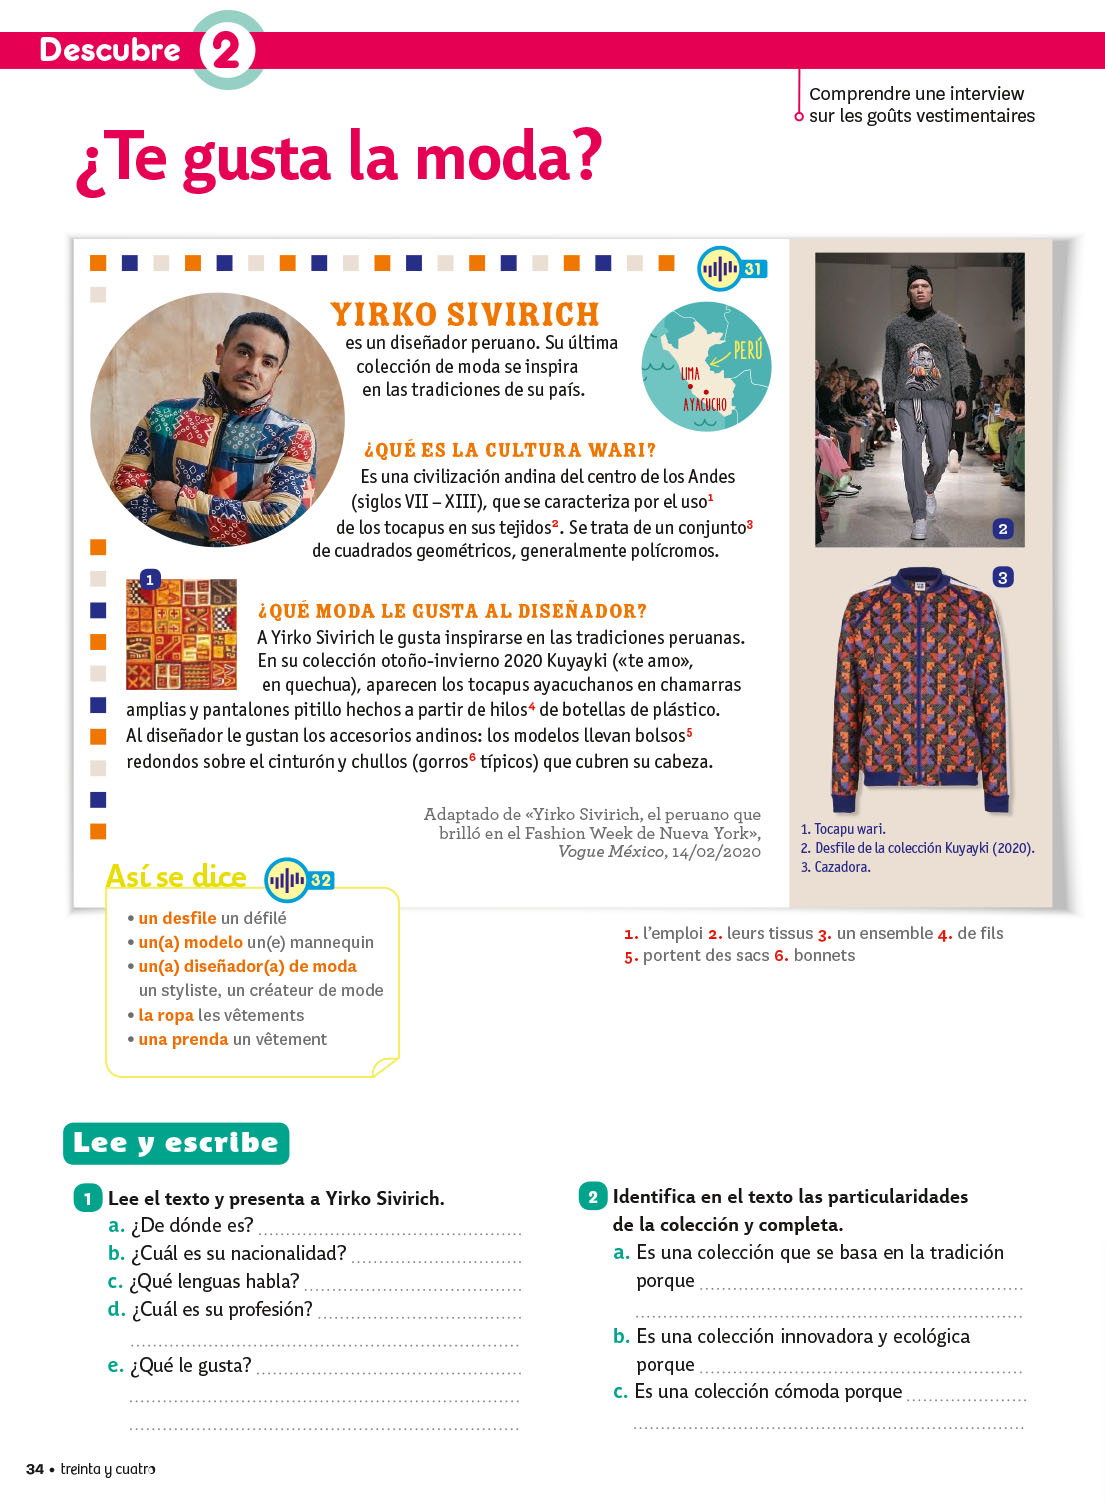 Descubre 2
Comprendre une interview
sur les goûts vestimentaires
¿Te gusta la moda?
31
YIRKO SIVIRICH
es un diseñador peruano. Su última
colección de moda se inspira
en las tradiciones de su país.
PERÚ
LIMA
AYACUCHO
¿QUÉ ES LA CULTURA WARI?
Es una civilización andina del centro de los Andes
(siglos VII – XIII), que se caracteriza por el uso1
de los tocapus en sus tejidos2. Se trata de un conjunto3
de cuadrados geométricos, generalmente polícromos.
1
¿QUÉ MODA LE GUSTA AL DISEÑADOR?
A Yirko Sivirich le gusta inspirarse en las tradiciones peruanas.
En su colección otoño-invierno 2020 Kuyayki («te amo»,
en quechua), aparecen los tocapus ayacuchanos en chamarras
amplias y pantalones pitillo hechos a partir de hilos4 de botellas de plástico.
Al diseñador le gustan los accesorios andinos: los modelos llevan bolsos5
redondos sobre el cinturón y chullos (gorros6 típicos) que cubren su cabeza.
Adaptado de «Yirko Sivirich, el peruano que
brilló en el Fashion Week de Nueva York»,
Vogue México, 14/02/2020
2
3
1. Tocapu wari.
2. Desfile de la colección Kuyayki (2020).
3. Cazadora.
Así se dice
32
• un desfile un défilé
• un(a) modelo un(e) mannequin
• un(a) diseñador(a) de moda
un styliste, un créateur de mode
• la ropa les vêtements
• una prenda un vêtement
1. l'emploi 2. leurs tissus 3. un ensemble 4. de fils
5. portent des sacs 6. bonnets
Lee y escribe
1 Lee el texto y presenta a Yirko Sivirich.
a. ¿De dónde es?
b. ¿Cuál es su nacionalidad?
c. ¿Qué lenguas habla?
d. ¿Cuál es su profesión?
e. ¿Qué le gusta?
2 Identifica en el texto las particularidades
de la colección y completa.
a. Es una colección que se basa en la tradición
porque
b. Es una colección innovadora y ecológica
porque
c. Es una colección cómoda porque
34 • treinta y cuatro